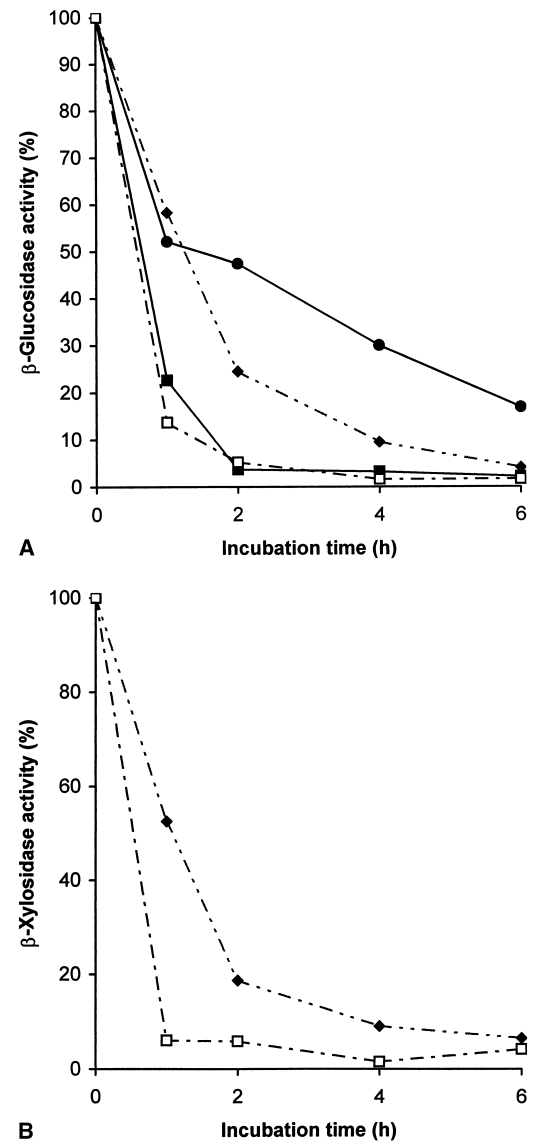 100
90
80
70
60
50
40
30
20
10
0
β-Glucosidase activity (%)
0 2 4 6
A Incubation time (h)
100
80
60
40
20
0
β-Xylosidase activity (%)
0 2 4 6
B Incubation time (h)